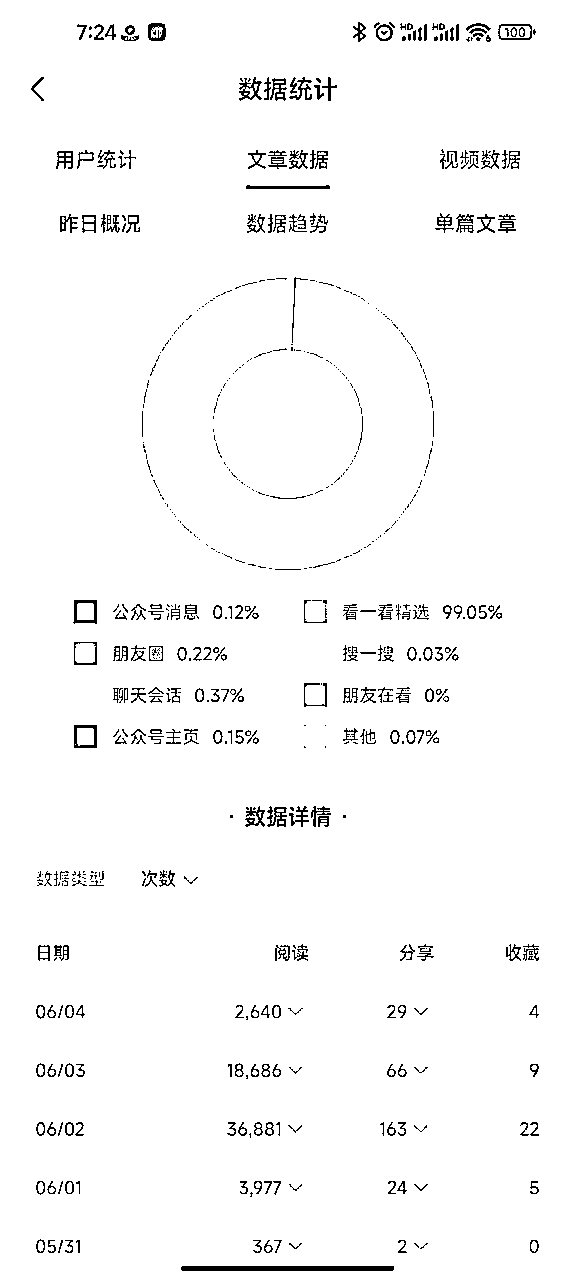 7:24 HD HD 100
数据统计
用户统计 文章数据 视频数据
昨日概况 数据趋势 单篇文章
公众号消息 0.12% 看一看精选 99.05%
朋友圈 0.22% 搜一搜 0.03%
聊天会话 0.37% 朋友在看 0%
公众号主页 0.15% 其他 0.07%
· 数据详情 ·
数据类型 次数
日期 阅读 分享 收藏
06/04 2,640 29 4
06/03 18,686 66 9
06/02 36,881 163 22
06/01 3,977 24 5
05/31 367 2 0